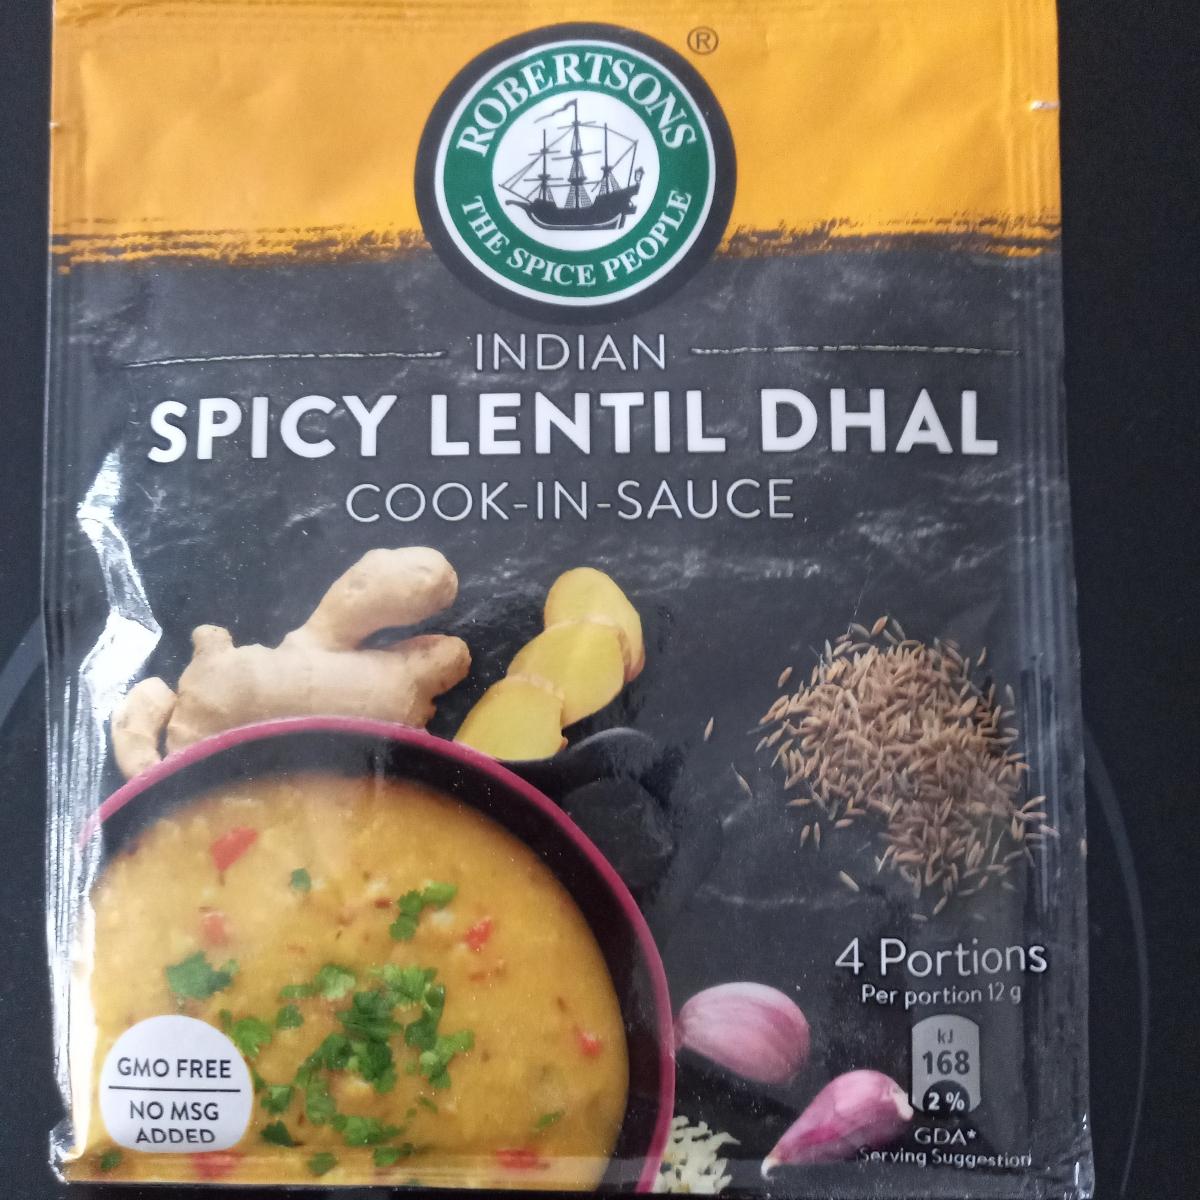 ®
ROBERTSONS
THE SPICE PEOPLE
INDIAN
SPICY LENTIL DHAL
COOK-IN-SAUCE
4 Portions
Per portion 12 g
kJ
168
2 %
GDA*
Serving Suggestion
GMO FREE
NO MSG
ADDED